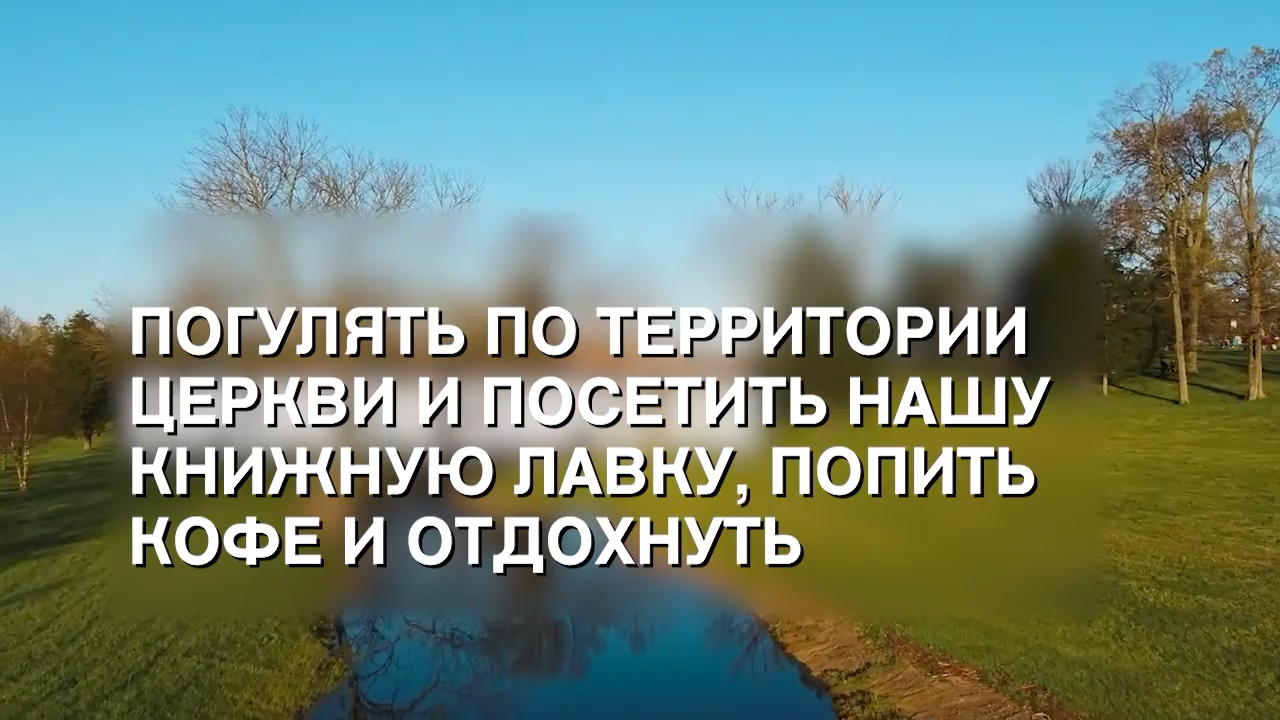 ПОГУЛЯТЬ ПО ТЕРРИТОРИИ
ЦЕРКВИ И ПОСЕТИТЬ НАШУ
КНИЖНУЮ ЛАВКУ, ПОПИТЬ
КОФЕ И ОТДОХНУТЬ